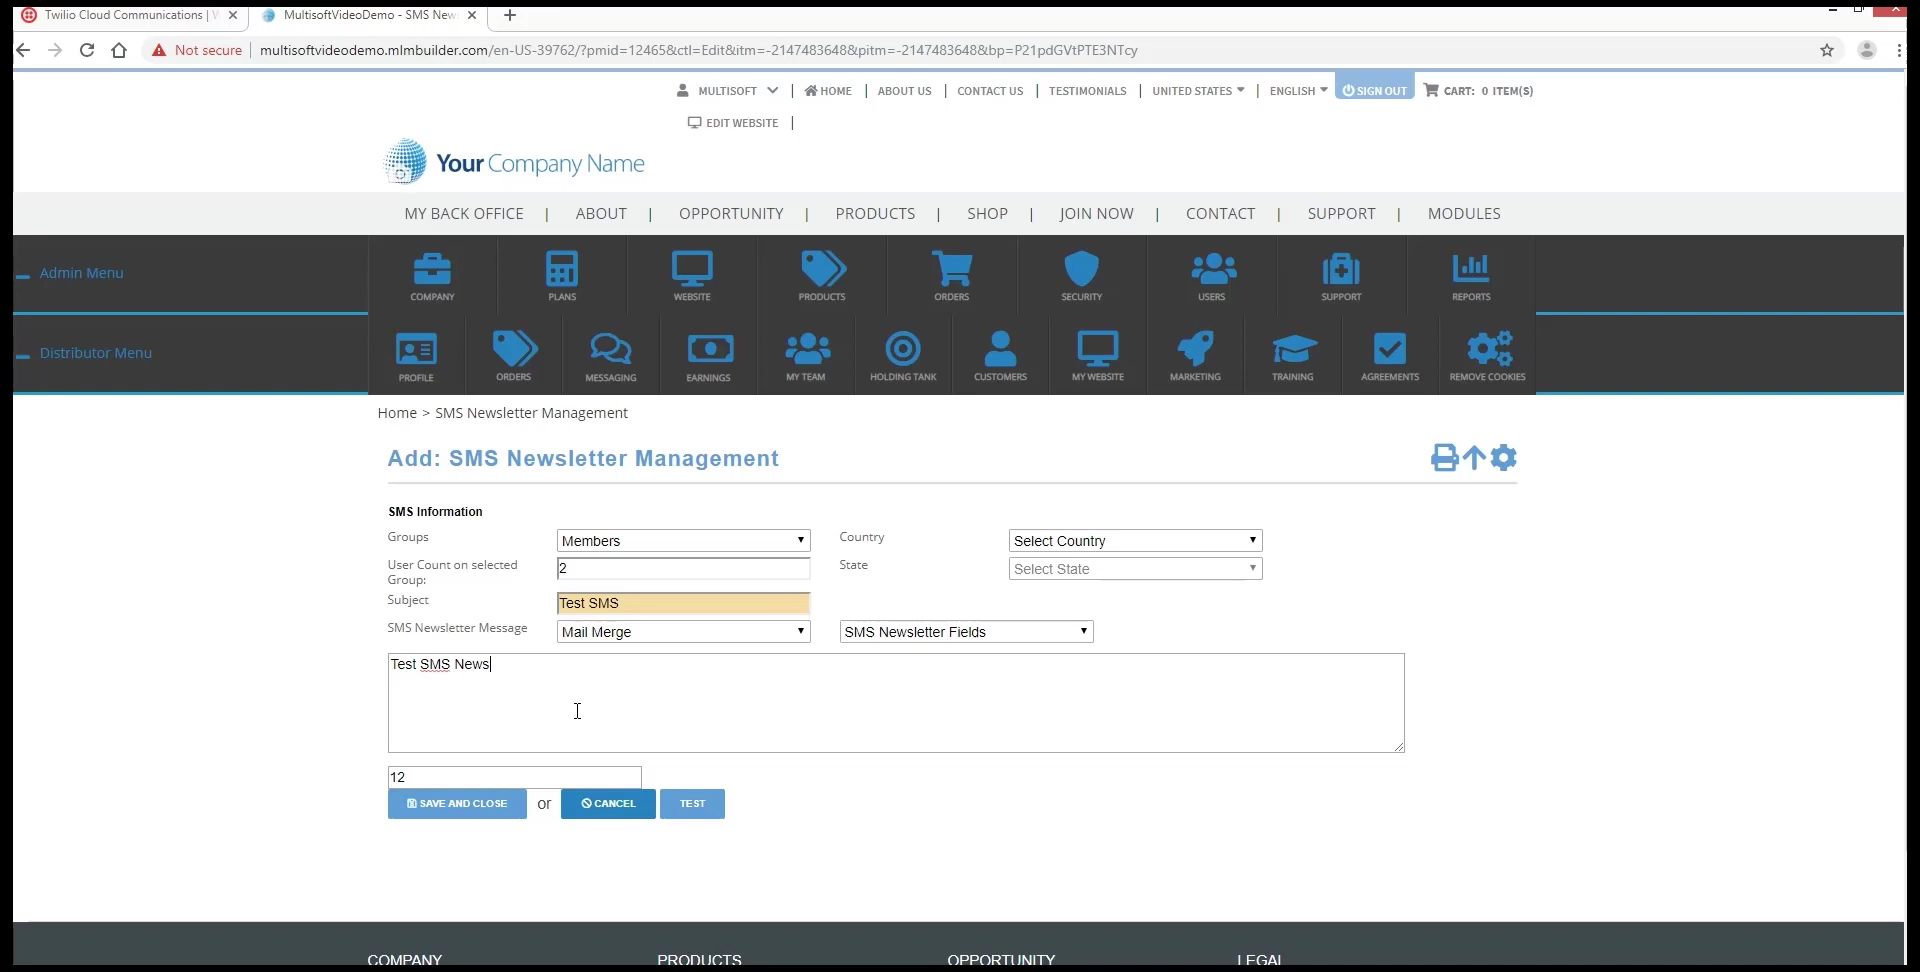 Twilio Cloud Communications |
MultisoftVideoDemo - SMS New
Not secure | multisoftvideodemo.mlmbuilder.com/en-US-39762/?pmid=12465&ctl=Edit&itm=-2147483648&pitm=-2147483648&bp=P21pdGVtPTE3NTcy
MULTISOFT | HOME | ABOUT US | CONTACT US | TESTIMONIALS | UNITED STATES | ENGLISH SIGN OUT CART: 0 ITEM(S)
EDIT WEBSITE |
Your Company Name
MY BACK OFFICE | ABOUT | OPPORTUNITY | PRODUCTS | SHOP | JOIN NOW | CONTACT | SUPPORT | MODULES
Admin Menu
COMPANY PLANS WEBSITE PRODUCTS ORDERS SECURITY USERS SUPPORT REPORTS
Distributor Menu
PROFILE ORDERS MESSAGING EARNINGS MY TEAM HOLDING TANK CUSTOMERS MY WEBSITE MARKETING TRAINING AGREEMENTS REMOVE COOKIES
Home > SMS Newsletter Management
Add: SMS Newsletter Management
SMS Information
Groups Members Country Select Country
User Count on selected
Group: 2 State Select State
Subject Test SMS
SMS Newsletter Message Mail Merge SMS Newsletter Fields
Test SMS News
12
SAVE AND CLOSE or CANCEL TEST
COMPANY PRODUCTS OPPORTUNITY LEGAL